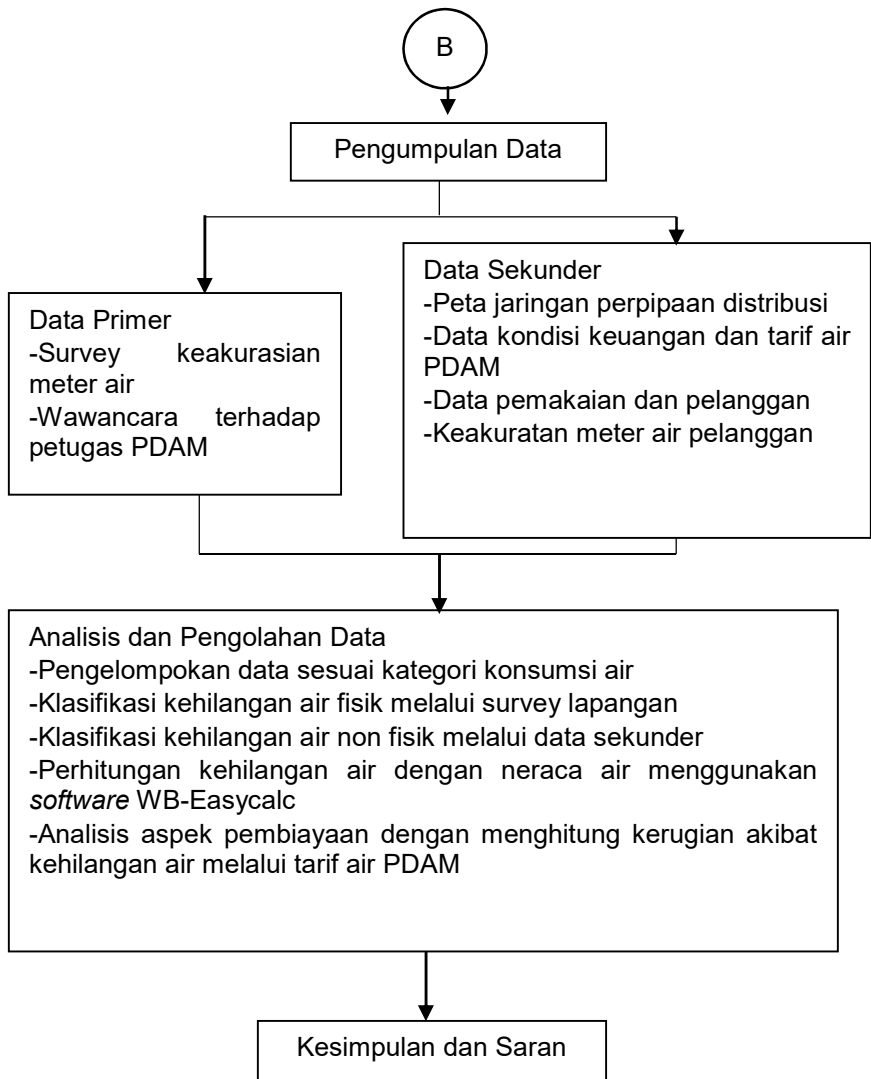 B
Pengumpulan Data
Data Primer
-Survey keakurasian
meter air
-Wawancara terhadap
petugas PDAM
Data Sekunder
-Peta jaringan perpipaan distribusi
-Data kondisi keuangan dan tarif air
PDAM
-Data pemakaian dan pelanggan
-Keakuratan meter air pelanggan
Analisis dan Pengolahan Data
-Pengelompokan data sesuai kategori konsumsi air
-Klasifikasi kehilangan air fisik melalui survey lapangan
-Klasifikasi kehilangan air non fisik melalui data sekunder
-Perhitungan kehilangan air dengan neraca air menggunakan
software WB-Easycalc
-Analisis aspek pembiayaan dengan menghitung kerugian akibat
kehilangan air melalui tarif air PDAM
Kesimpulan dan Saran